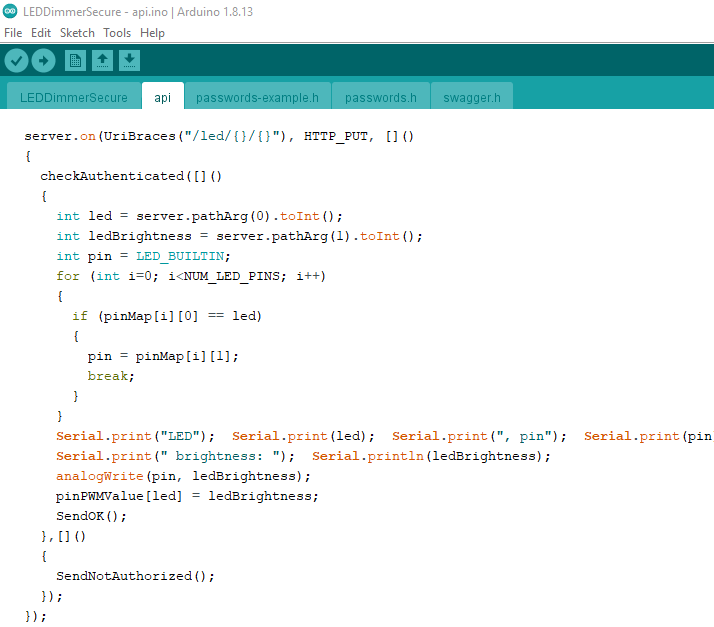 LEDDimmerSecure - api.ino | Arduino 1.8.13
File Edit Sketch Tools Help
LEDDimmerSecure api passwords-example.h passwords.h swagger.h
server.on(UriBraces("/led/{}/{}"), HTTP_PUT, []()
{
  checkAuthenticated([]()
  {
    int led = server.pathArg(0).toInt();
    int ledBrightness = server.pathArg(1).toInt();
    int pin = LED_BUILTIN;
    for (int i=0; i<NUM_LED_PINS; i++)
    {
      if (pinMap[i][0] == led)
      {
        pin = pinMap[i][1];
        break;
      }
    }
    Serial.print("LED");  Serial.print(led);  Serial.print(", pin");  Serial.print(pin
    Serial.print(" brightness: ");  Serial.println(ledBrightness);
    analogWrite(pin, ledBrightness);
    pinPWMValue[led] = ledBrightness;
    SendOK();
  },[]()
  {
    SendNotAuthorized();
  });
});